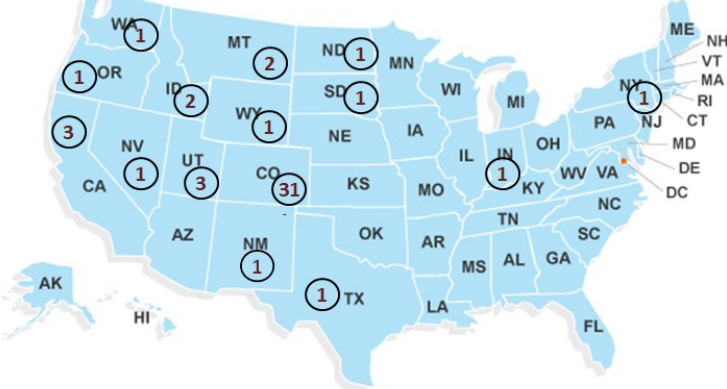 WA
1
ME
MT
2
ND
1
MN
NH
VT
OR
1
ID
2
SD
1
WI
MI
NY
1
MA
RI
CT
WY
1
3
NV
1
UT
3
CO
31
NE
IA
IL
IN
1
OH
PA
NJ
MD
DE
DC
CA
KS
MO
KY
WV
VA
AZ
NM
1
OK
AR
TN
NC
SC
MS
AL
GA
TX
1
LA
FL
AK
HI